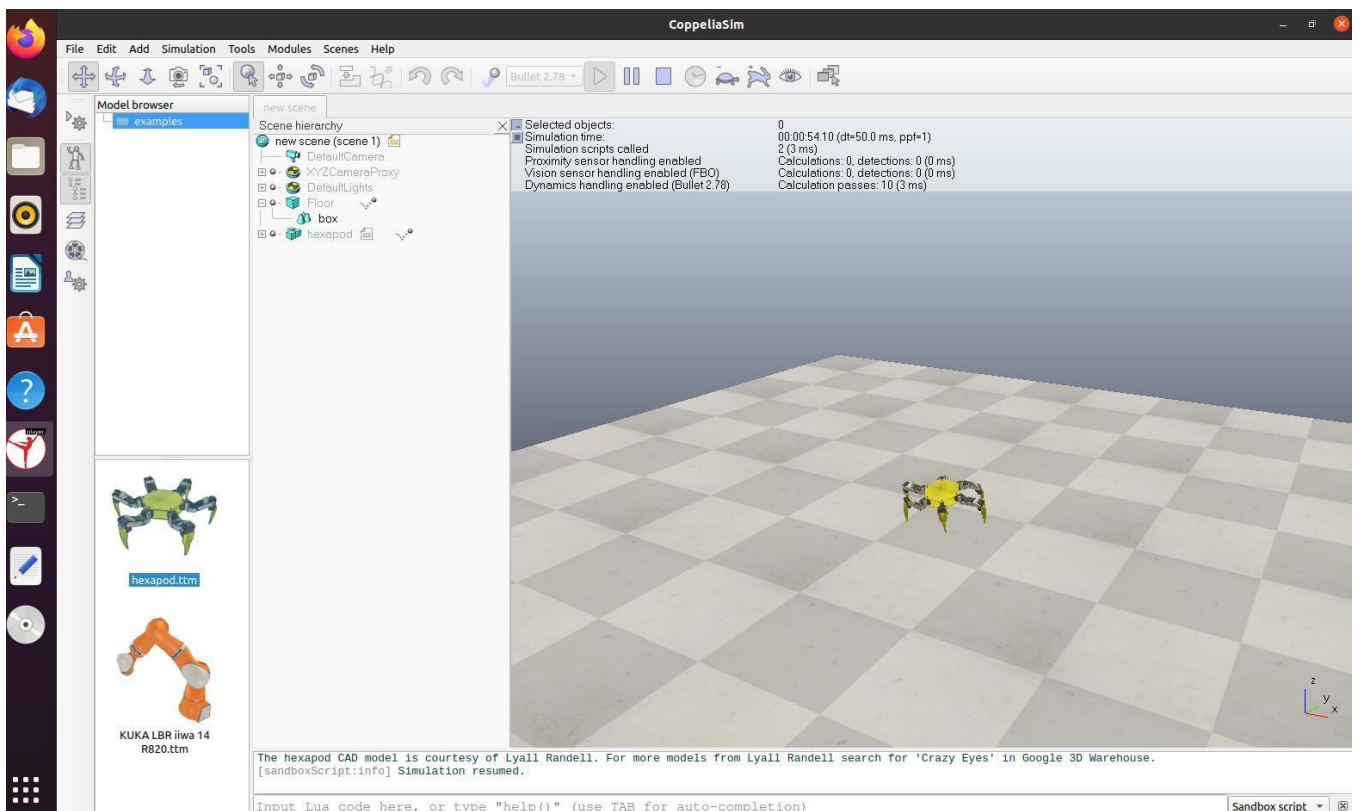 CoppeliaSim
File Edit Add Simulation Tools Modules Scenes Help
Bullet 2.78
Model browser
examples
new scene
Scene hierarchy
new scene (scene 1)
DefaultCamera
XYZCameraProxy
DefaultLights
Floor
box
hexapod
Selected objects: 0
Simulation time: 00:00:54.10 (dt=50.0 ms, ppf=1)
Simulation scripts called 2 (3 ms)
Proximity sensor handling enabled Calculations: 0, detections: 0 (0 ms)
Vision sensor handling enabled (FBO) Calculations: 0, detections: 0 (0 ms)
Dynamics handling enabled (Bullet 2.78) Calculation passes: 10 (3 ms)
player
>_
hexapod.ttm
KUKA LBR iiwa 14
R820.ttm
z
y
x
The hexapod CAD model is courtesy of Lyall Randell. For more models from Lyall Randell search for 'Crazy Eyes' in Google 3D Warehouse.
[sandboxScript:info] Simulation resumed.
Input Lua code here, or type "help()" (use TAB for auto-completion)
Sandbox script